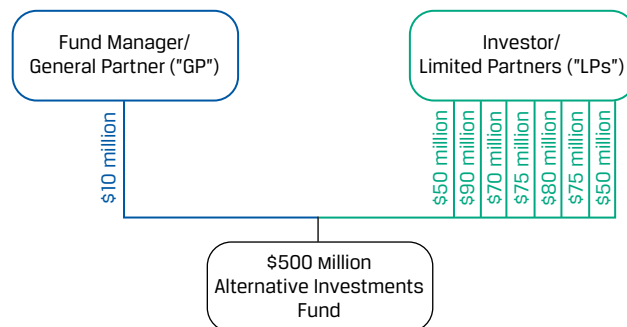 Fund Manager/
General Partner ("GP")
Investor/
Limited Partners ("LPs")
$10 million
$50 million
$90 million
$70 million
$75 million
$80 million
$75 million
$50 million
$500 Million
Alternative Investments
Fund